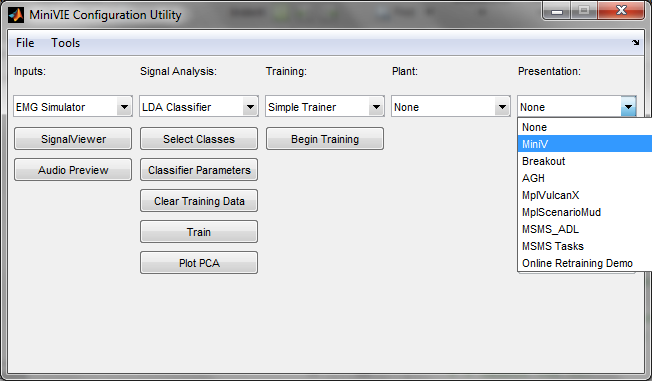 MiniVIE Configuration Utility
File Tools
Inputs: Signal Analysis: Training: Plant: Presentation:
EMG Simulator LDA Classifier Simple Trainer None None
SignalViewer Select Classes Begin Training
Audio Preview Classifier Parameters
Clear Training Data
Train
Plot PCA
None
MiniV
Breakout
AGH
MplVulcanX
MplScenarioMud
MSMS_ADL
MSMS Tasks
Online Retraining Demo